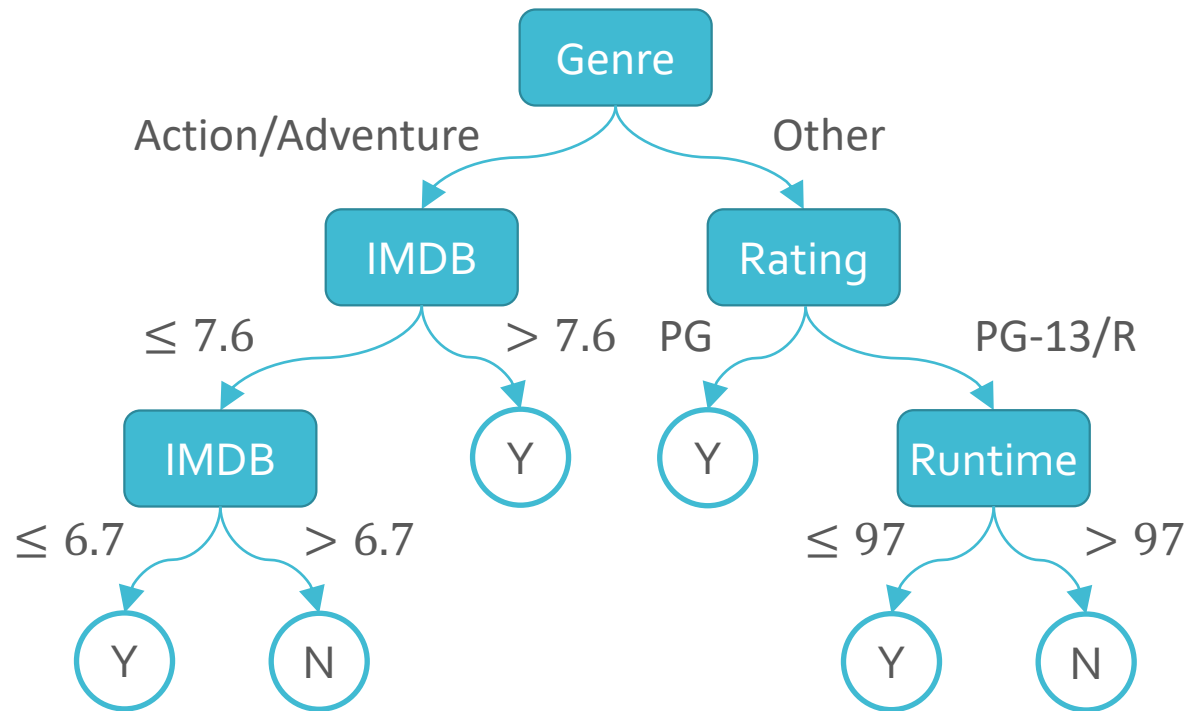 Genre
Action/Adventure Other
IMDB Rating
≤ 7.6 > 7.6 PG PG-13/R
IMDB Y Y Runtime
≤ 6.7 > 6.7 ≤ 97 > 97
Y N Y N